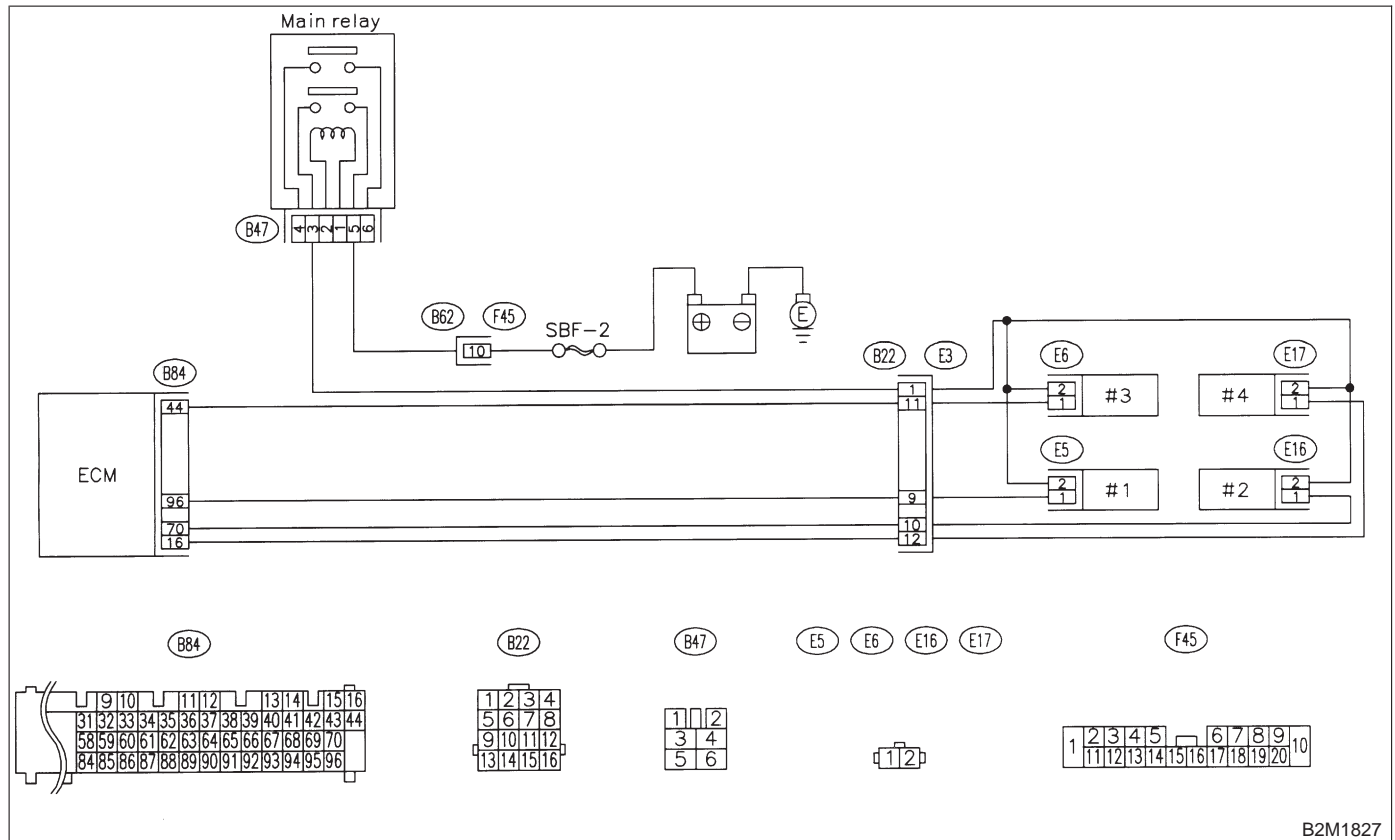 Main relay
B47
4 3 2 1 5 6
B62 F45
10
SBF-2
⊕ ⊖
E
B84
ECM
44
96
70
16
B22 E3
1
11
9
10
12
E6
2
1
#3
E17
#4
2
1
E5
2
1
#1
E16
#2
2
1
B84
9 10 11 12 13 14 15 16
31 32 33 34 35 36 37 38 39 40 41 42 43 44
58 59 60 61 62 63 64 65 66 67 68 69 70
84 85 86 87 88 89 90 91 92 93 94 95 96
B22
1 2 3 4
5 6 7 8
9 10 11 12
13 14 15 16
B47
1 2
3 4
5 6
E5 E6 E16 E17
1 2
F45
1 2 3 4 5 6 7 8 9 10
11 12 13 14 15 16 17 18 19 20
B2M1827